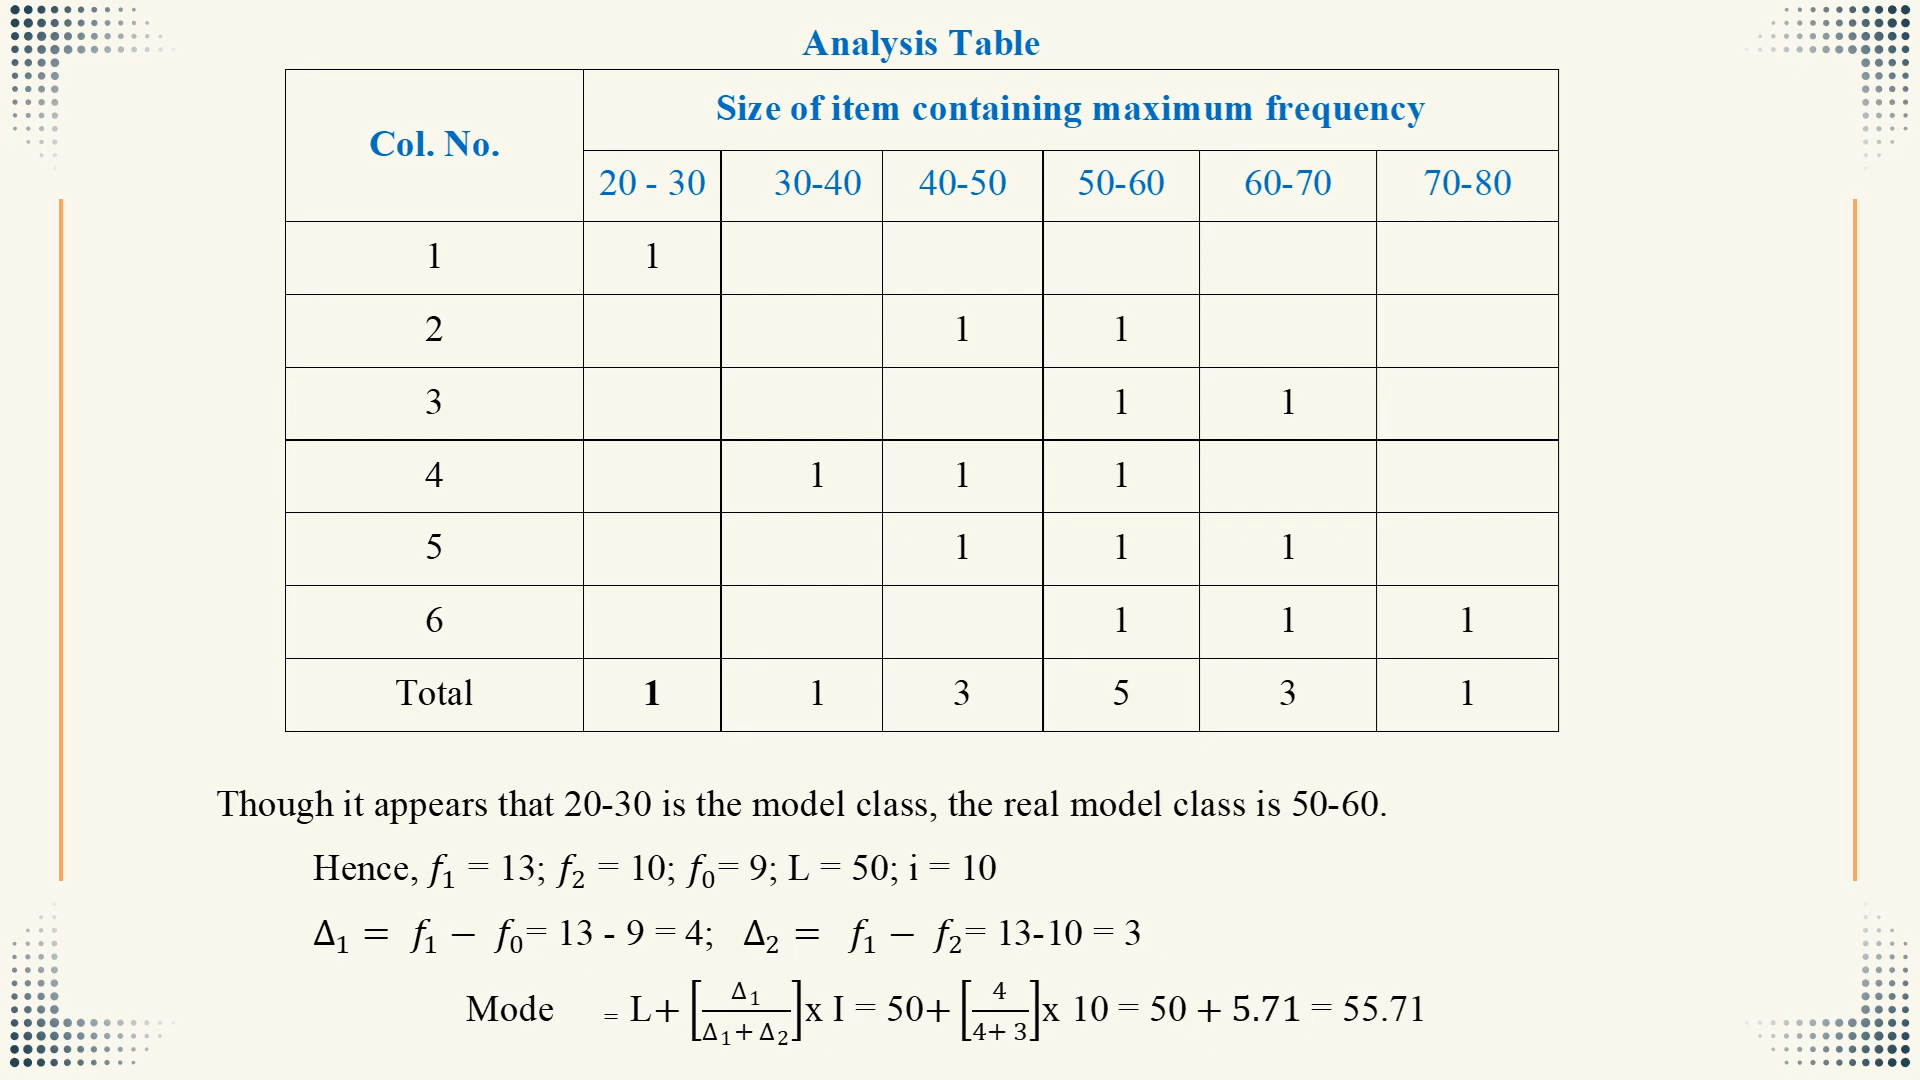 Analysis Table
Col. No. Size of item containing maximum frequency
20 - 30 30-40 40-50 50-60 60-70 70-80
1 1
2 1 1
3 1 1
4 1 1 1
5 1 1 1
6 1 1 1
Total 1 1 3 5 3 1
Though it appears that 20-30 is the model class, the real model class is 50-60.
Hence, f₁ = 13; f₂ = 10; f₀= 9; L = 50; i = 10
Δ₁ = f₁ − f₀= 13 - 9 = 4; Δ₂ = f₁ − f₂= 13-10 = 3
Mode = L+ [Δ₁/(Δ₁+ Δ₂)]x I = 50+ [4/(4+ 3)]x 10 = 50 + 5.71 = 55.71